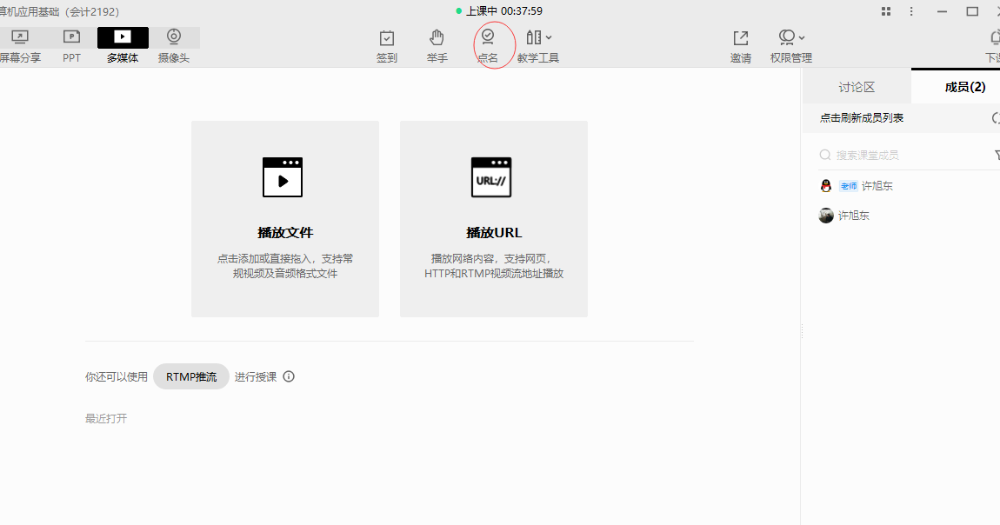 算机应用基础（会计2192）
上课中 00:37:59
屏幕分享 PPT 多媒体 摄像头 签到 举手 点名 教学工具 邀请 权限管理 下课
讨论区 成员(2)
点击刷新成员列表
搜索课堂成员
老师 许旭东
许旭东
URL://
播放文件
点击添加或直接拖入，支持常
规视频及音频格式文件
播放URL
播放网络内容，支持网页，
HTTP和RTMP视频流地址播放
你还可以使用 RTMP推流 进行授课
最近打开